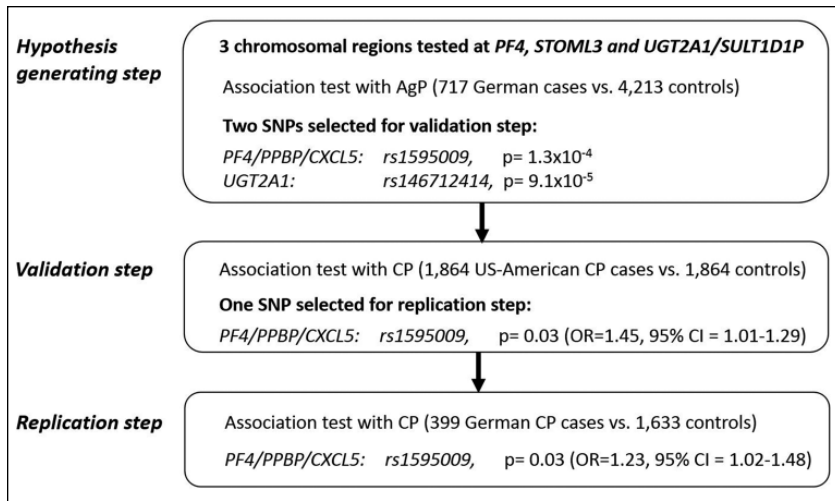 Hypothesis
generating step
3 chromosomal regions tested at PF4, STOML3 and UGT2A1/SULT1D1P
Association test with AgP (717 German cases vs. 4,213 controls)
Two SNPs selected for validation step:
PF4/PPBP/CXCL5: rs1595009, p= 1.3x10⁻⁴
UGT2A1: rs146712414, p= 9.1x10⁻⁵
Validation step
Association test with CP (1,864 US-American CP cases vs. 1,864 controls)
One SNP selected for replication step:
PF4/PPBP/CXCL5: rs1595009, p= 0.03 (OR=1.45, 95% CI = 1.01-1.29)
Replication step
Association test with CP (399 German CP cases vs. 1,633 controls)
PF4/PPBP/CXCL5: rs1595009, p= 0.03 (OR=1.23, 95% CI = 1.02-1.48)